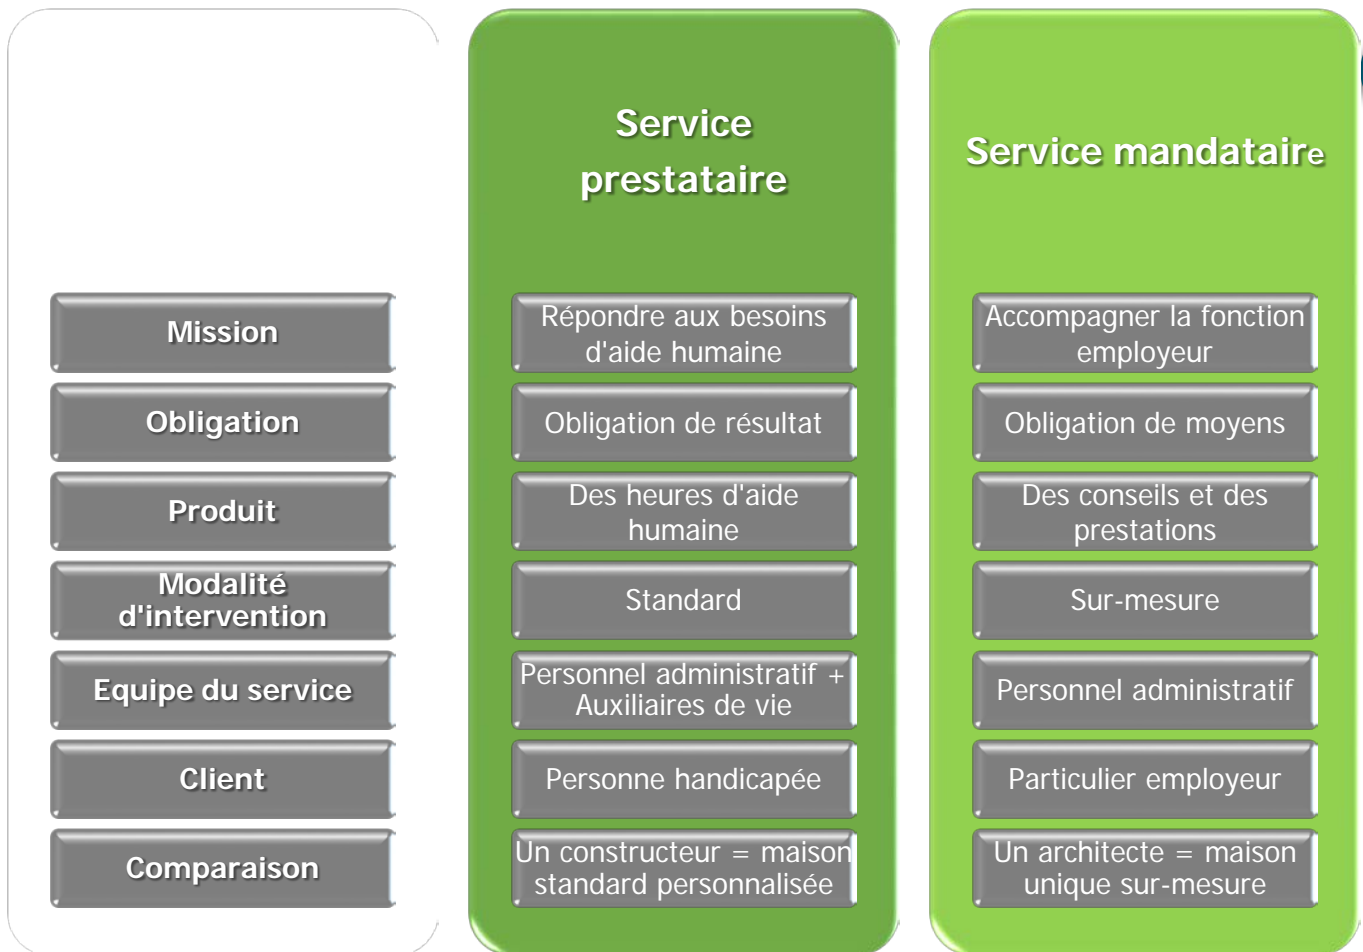 Service
prestataire
Service mandataire
Mission
Répondre aux besoins
d'aide humaine
Accompagner la fonction
employeur
Obligation
Obligation de résultat
Obligation de moyens
Produit
Des heures d'aide
humaine
Des conseils et des
prestations
Modalité
d'intervention
Standard
Sur-mesure
Equipe du service
Personnel administratif +
Auxiliaires de vie
Personnel administratif
Client
Personne handicapée
Particulier employeur
Comparaison
Un constructeur = maison
standard personnalisée
Un architecte = maison
unique sur-mesure